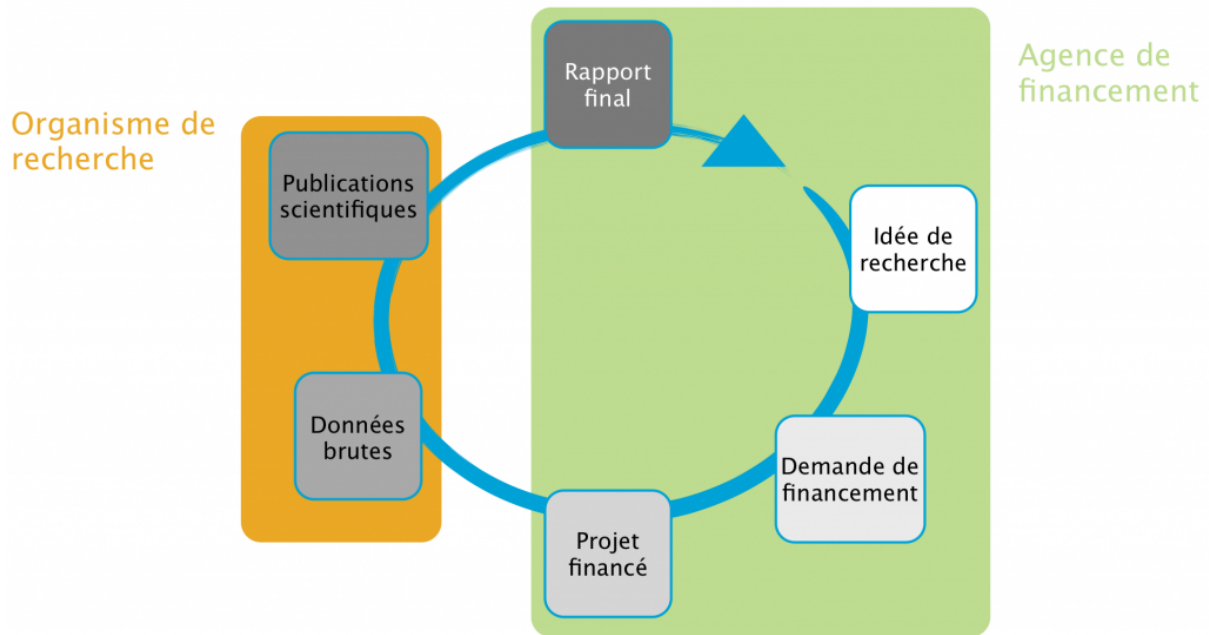 Rapport
final
Agence de
financement
Organisme de
recherche
Publications
scientifiques
Idée de
recherche
Données
brutes
Demande de
financement
Projet
financé